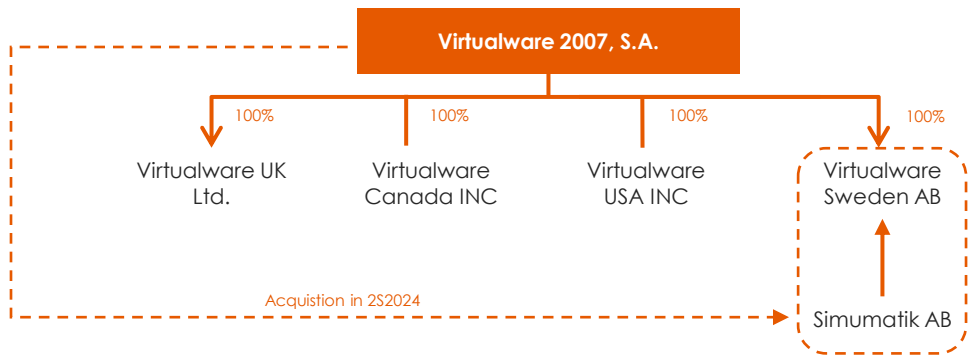 Virtualware 2007, S.A.
100%
100%
100%
100%
Virtualware UK
Ltd.
Virtualware
Canada INC
Virtualware
USA INC
Virtualware
Sweden AB
Acquistion in 2S2024
Simumatik AB